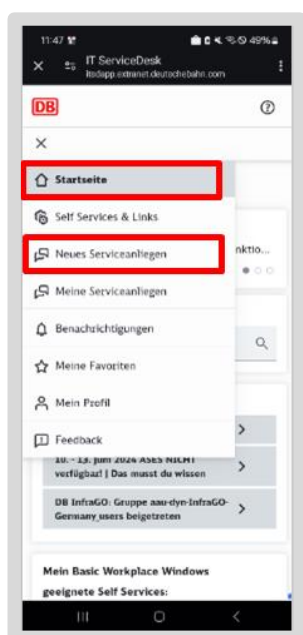 11:47
49%
IT ServiceDesk
itsdapp.extranet.deutschebahn.com
DB
Startseite
Self Services & Links
Neues Serviceanliegen
nktio...
Meine Serviceanliegen
Benachrichtigungen
Meine Favoriten
Mein Profil
Feedback
10. - 13. Juni 2024 ASES NICHT
verfügbar! | Das musst du wissen
DB InfraGO: Gruppe aau-dyn-InfraGO-
Germany_users beigetreten
Mein Basic Workplace Windows
geeignete Self Services: